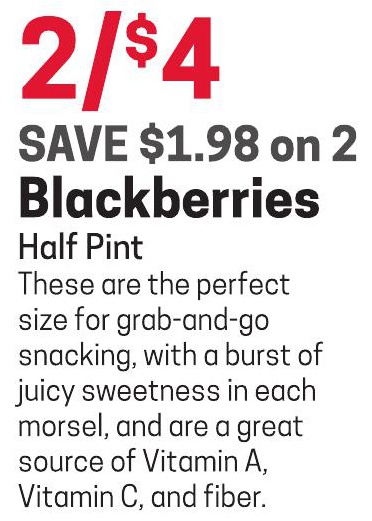 2/$4
SAVE $1.98 on 2
Blackberries
Half Pint
These are the perfect
size for grab-and-go
snacking, with a burst of
juicy sweetness in each
morsel, and are a great
source of Vitamin A,
Vitamin C, and fiber.